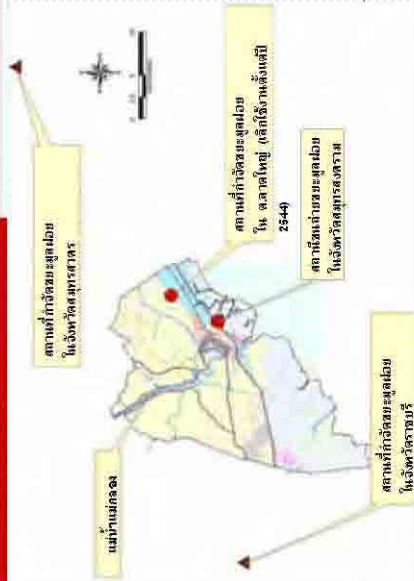 สถานที่กำจัดขยะมูลฝอย
ในจังหวัดสมุทรสาคร
แม่น้ำแม่กลอง
สถานที่กำจัดขยะมูลฝอย
ใน ต.ลาดใหญ่ (เลิกใช้งานตั้งแต่ปี
2544)
สถานีขนถ่ายขยะมูลฝอย
ในจังหวัดสมุทรสงคราม
สถานที่กำจัดขยะมูลฝอย
ในจังหวัดราชบุรี